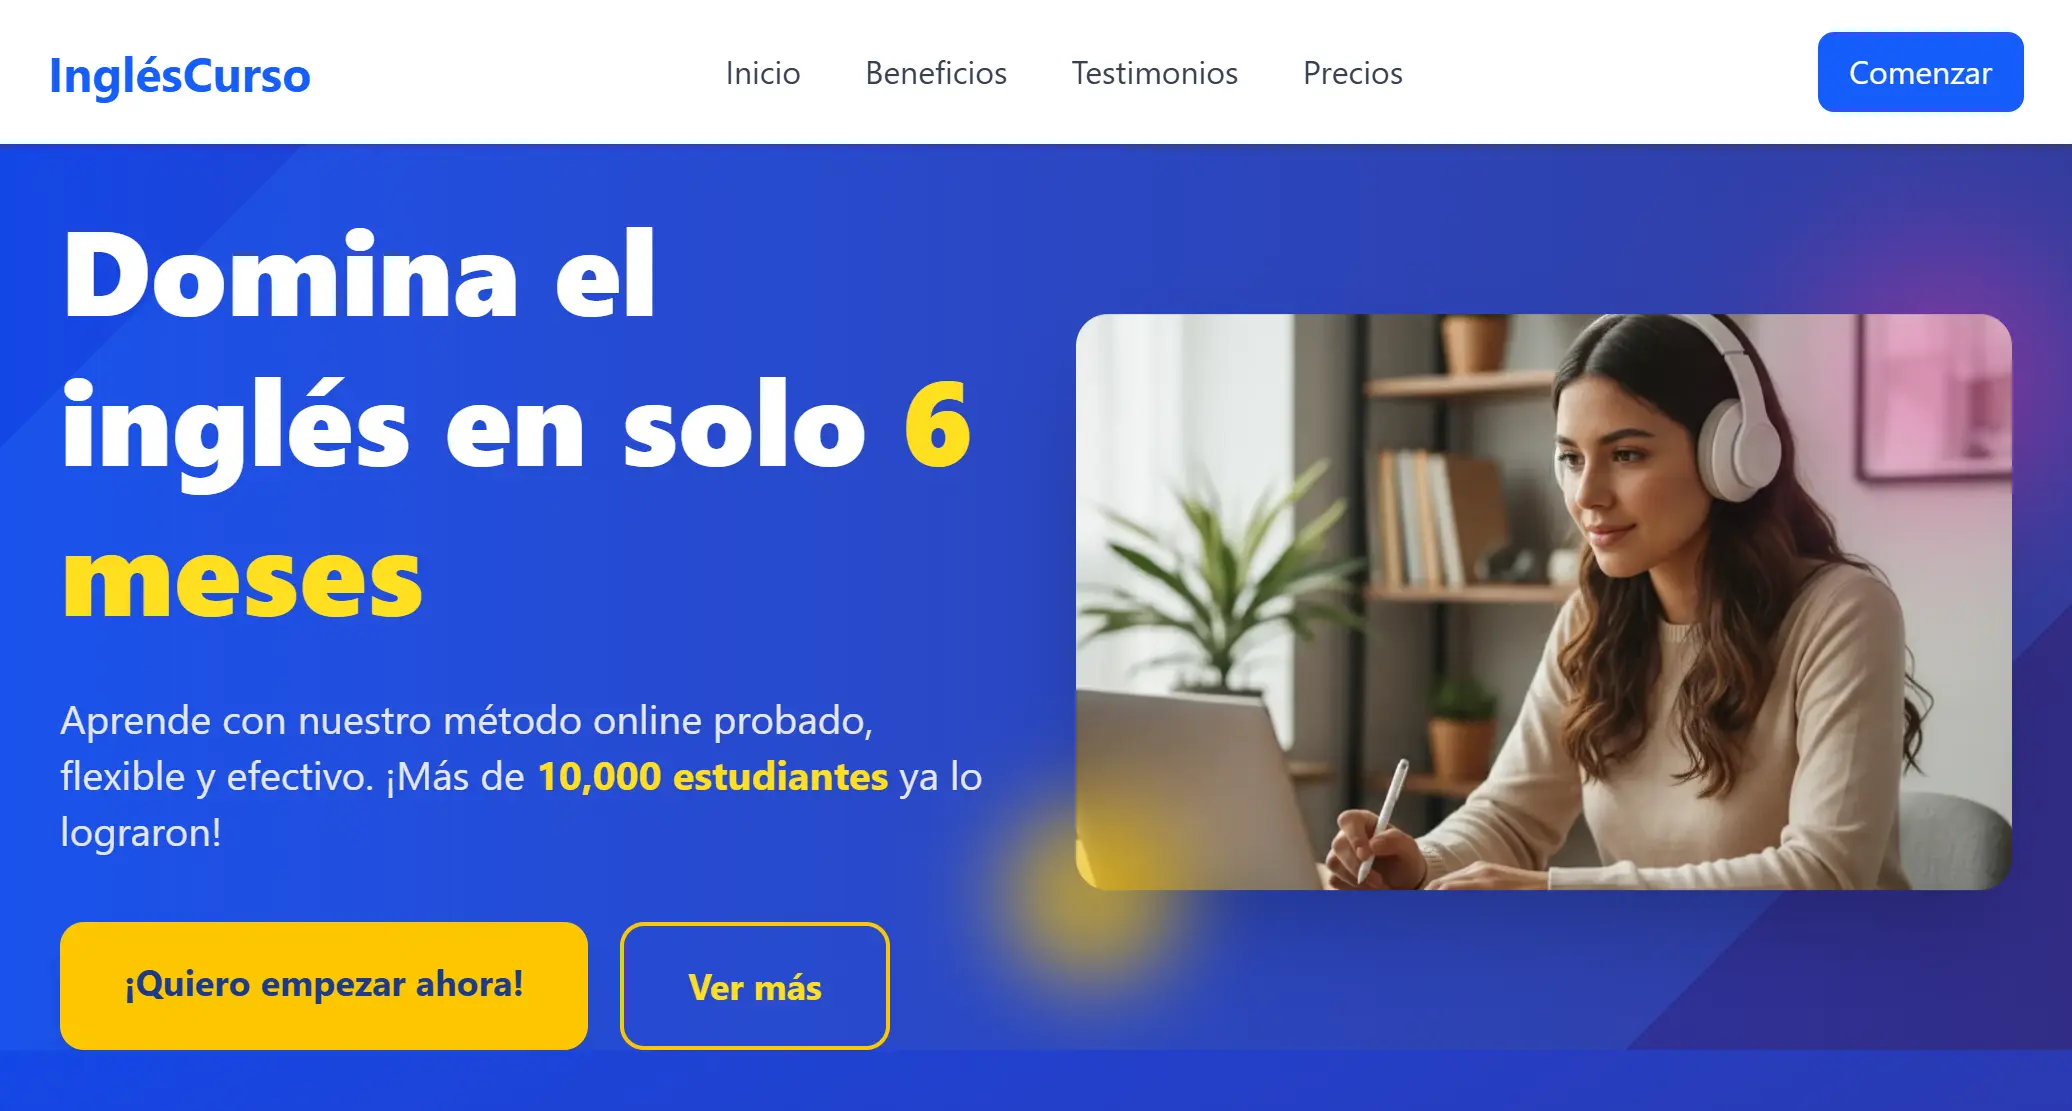 InglésCurso
Inicio
Beneficios
Testimonios
Precios
Comenzar
Domina el
inglés en solo 6
meses
Aprende con nuestro método online probado,
flexible y efectivo. ¡Más de 10,000 estudiantes ya lo
lograron!
¡Quiero empezar ahora!
Ver más